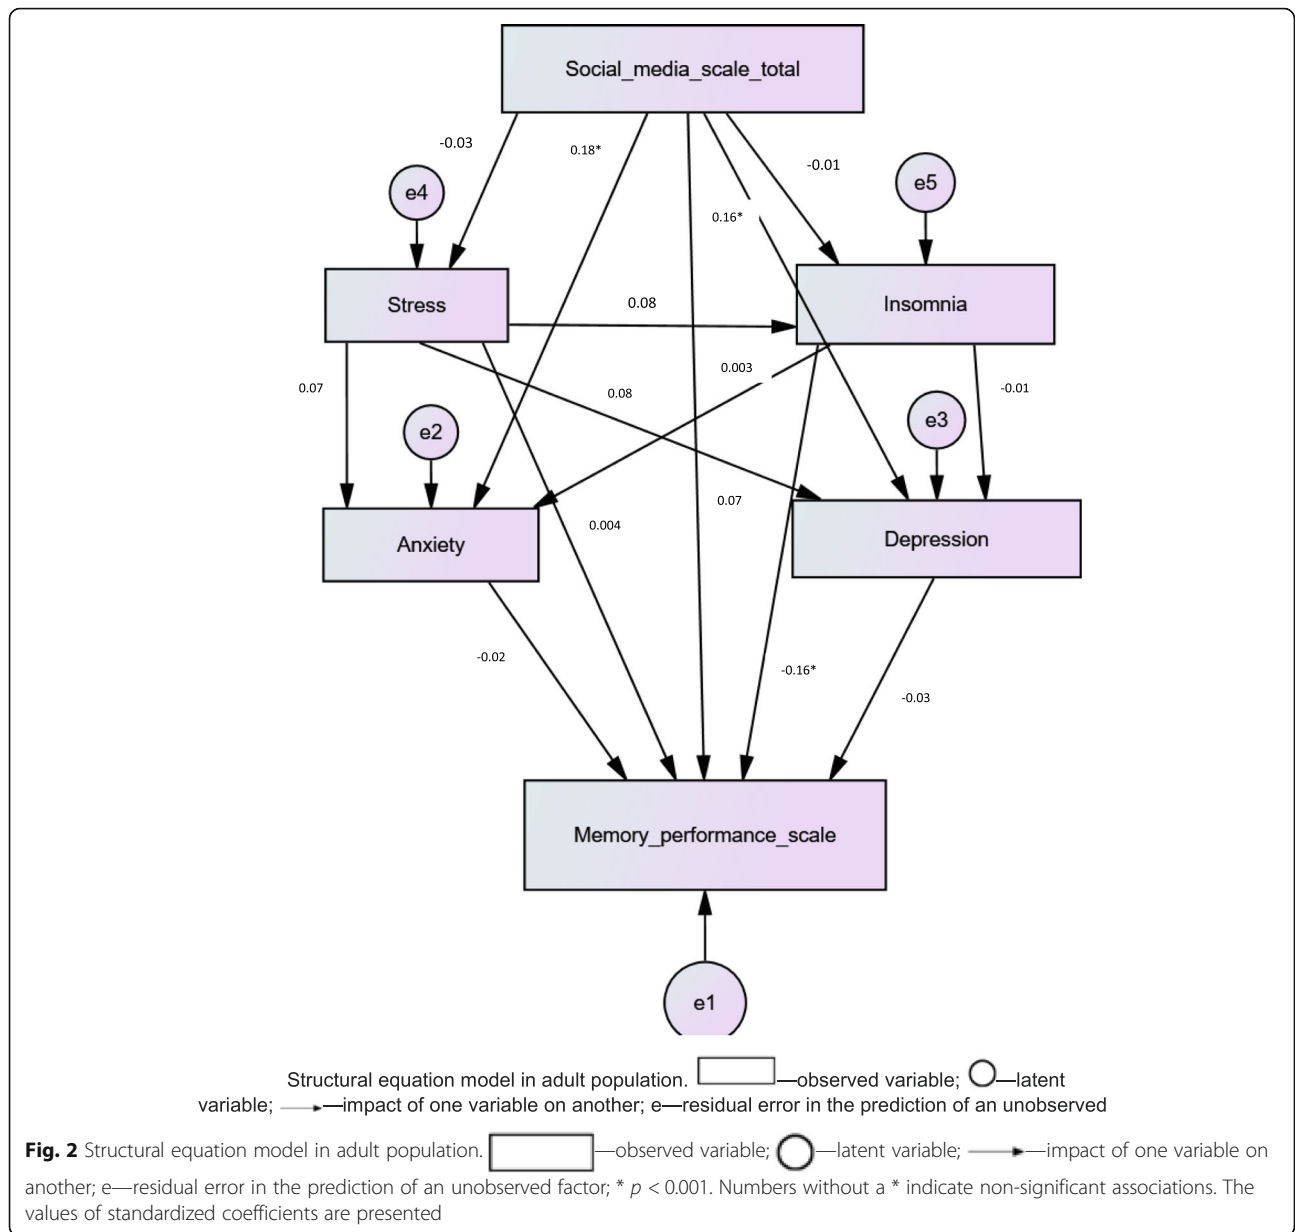 Social_media_scale_total
-0.03
0.18*
-0.01
e4
e5
0.16*
Stress
Insomnia
0.08
0.003
0.07
0.08
-0.01
e2
e3
0.07
0.004
Anxiety
Depression
-0.02
-0.16*
-0.03
Memory_performance_scale
e1
Structural equation model in adult population. —observed variable; —latent
variable; —impact of one variable on another; e—residual error in the prediction of an unobserved
Fig. 2 Structural equation model in adult population. —observed variable; —latent variable; —impact of one variable on
another; e—residual error in the prediction of an unobserved factor; * p < 0.001. Numbers without a * indicate non-significant associations. The
values of standardized coefficients are presented